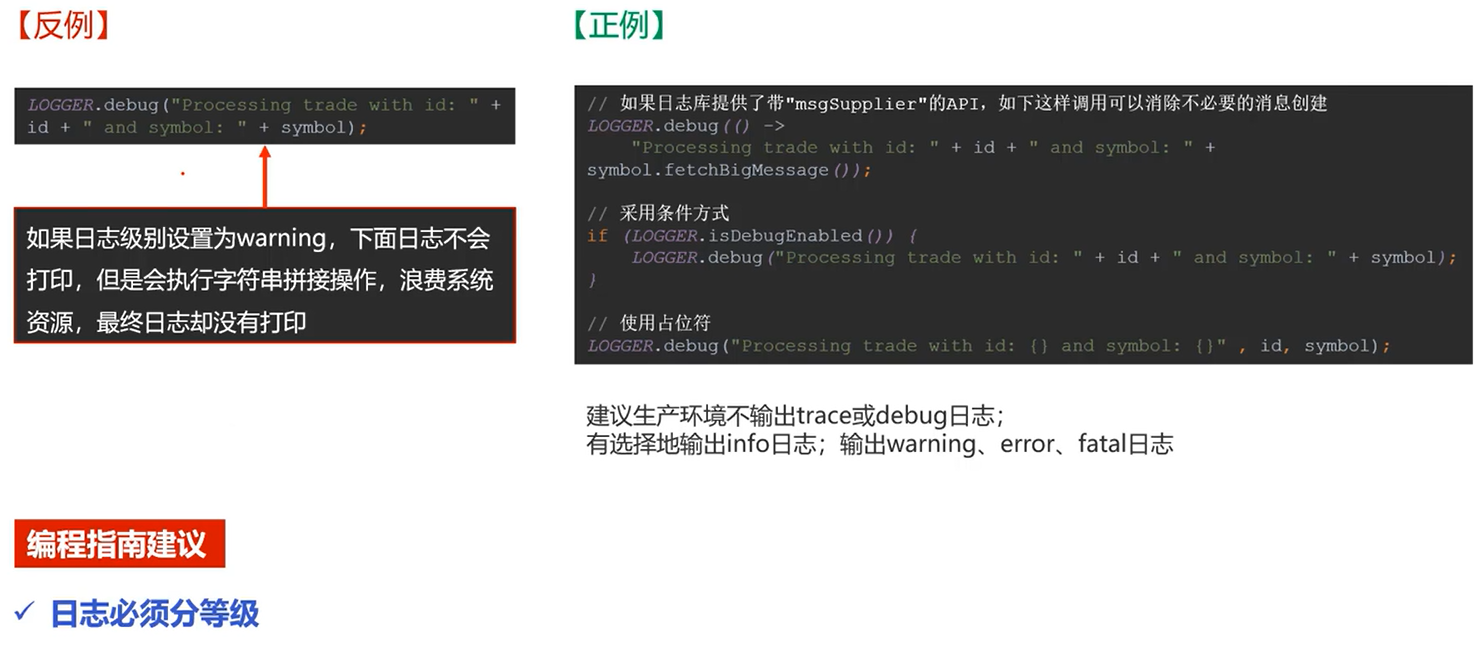 【反例】
LOGGER.debug("Processing trade with id: " +
id + " and symbol: " + symbol);
如果日志级别设置为warning，下面日志不会
打印，但是会执行字符串拼接操作，浪费系统
资源，最终日志却没有打印
【正例】
// 如果日志库提供了带"msgSupplier"的API，如下这样调用可以消除不必要的消息创建
LOGGER.debug(() ->
"Processing trade with id: " + id + " and symbol: " +
symbol.fetchBigMessage());
// 采用条件方式
if (LOGGER.isDebugEnabled()) {
LOGGER.debug("Processing trade with id: " + id + " and symbol: " + symbol);
}
// 使用占位符
LOGGER.debug("Processing trade with id: {} and symbol: {}" , id, symbol);
建议生产环境不输出trace或debug日志；
有选择地输出info日志；输出warning、error、fatal日志
编程指南建议
✓ 日志必须分等级